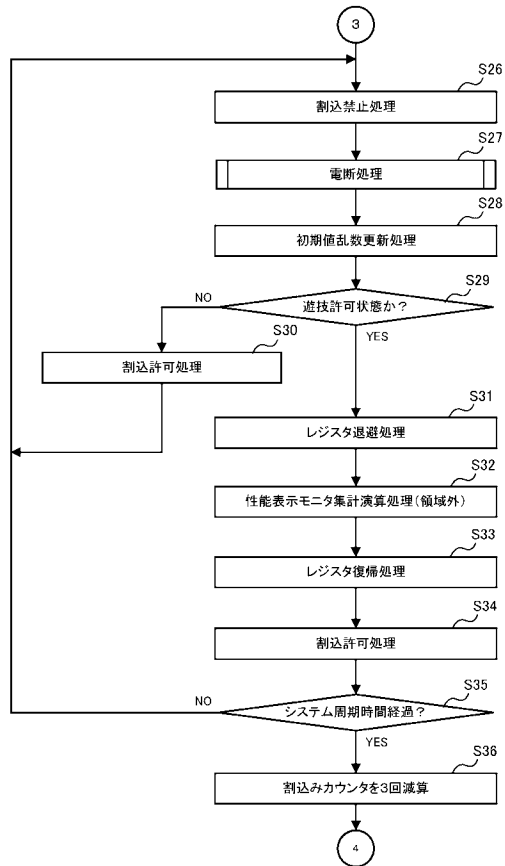 3
S26
割込禁止処理
S27
電断処理
S28
初期値乱数更新処理
S29
遊技許可状態か?
NO
YES
S30
割込許可処理
S31
レジスタ退避処理
S32
性能表示モニタ集計演算処理(領域外)
S33
レジスタ復帰処理
S34
割込許可処理
S35
システム周期時間経過?
NO
YES
S36
割込みカウンタを3回減算
4